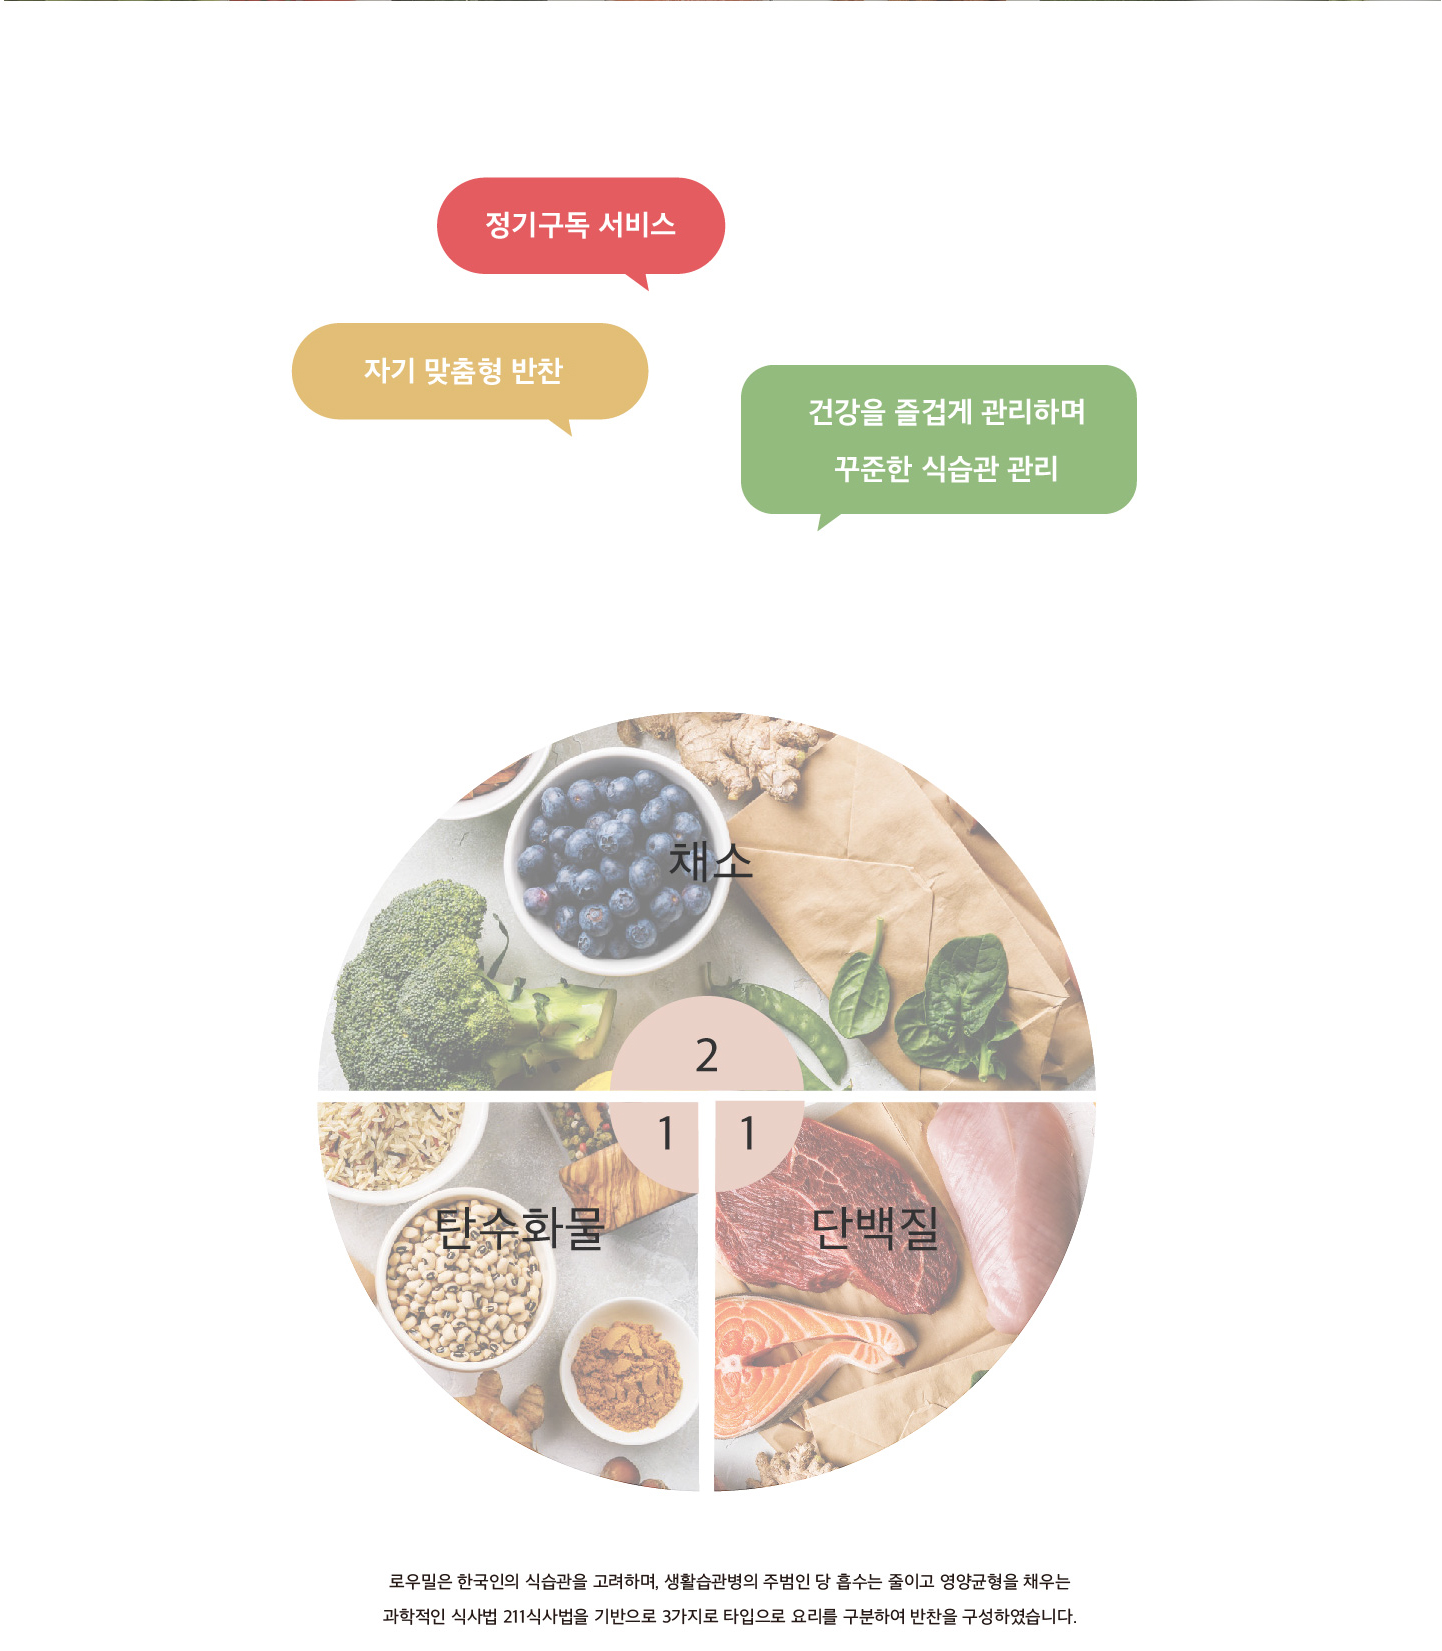 정기구독 서비스
자기 맞춤형 반찬
건강을 즐겁게 관리하며
꾸준한 식습관 관리
채소
2
1
1
탄수화물
단백질
로우밀은 한국인의 식습관을 고려하며, 생활습관병의 주범인 당 흡수는 줄이고 영양균형을 채우는
과학적인 식사법 211식사법을 기반으로 3가지로 타입으로 요리를 구분하여 반찬을 구성하였습니다.